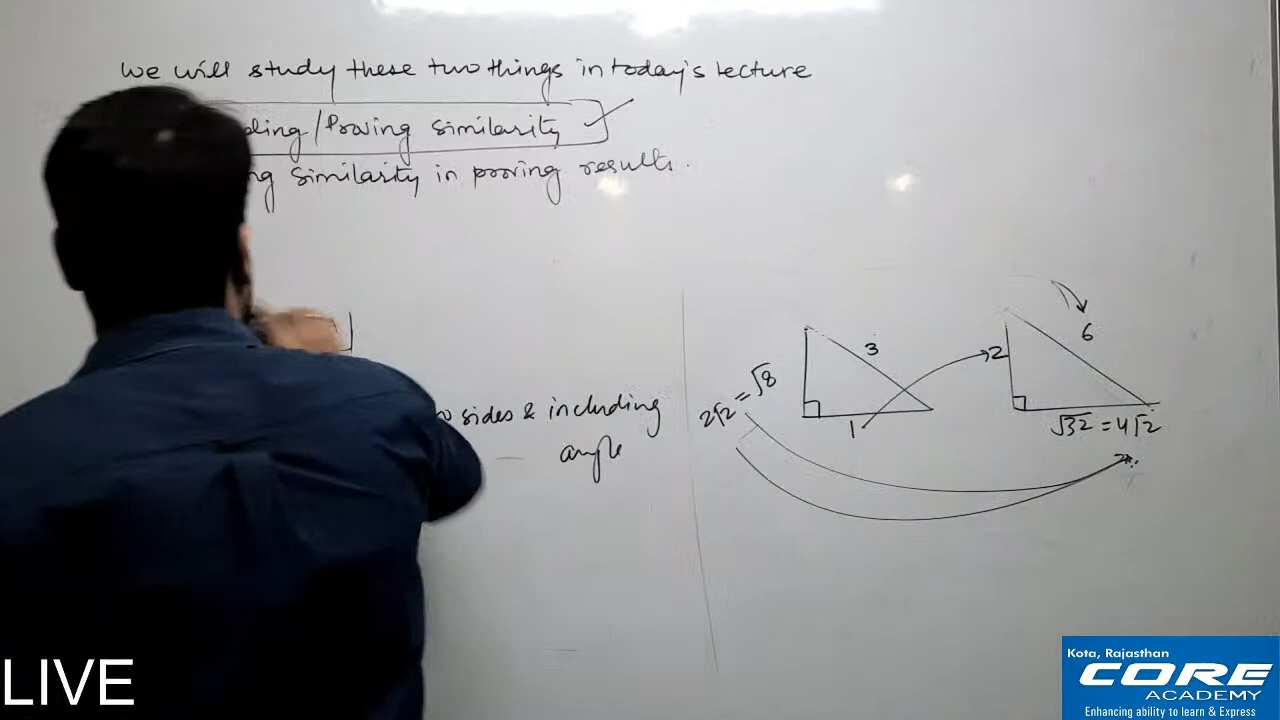 We will study these two things in today's lecture
ding/Proving Similarity
ng Similarity in proving results.
sides & including
angle
2√2 = √8
3
1
2
6
√32 = 4√2
LIVE
Kota, Rajasthan
CORE
ACADEMY
Enhancing ability to learn & Express